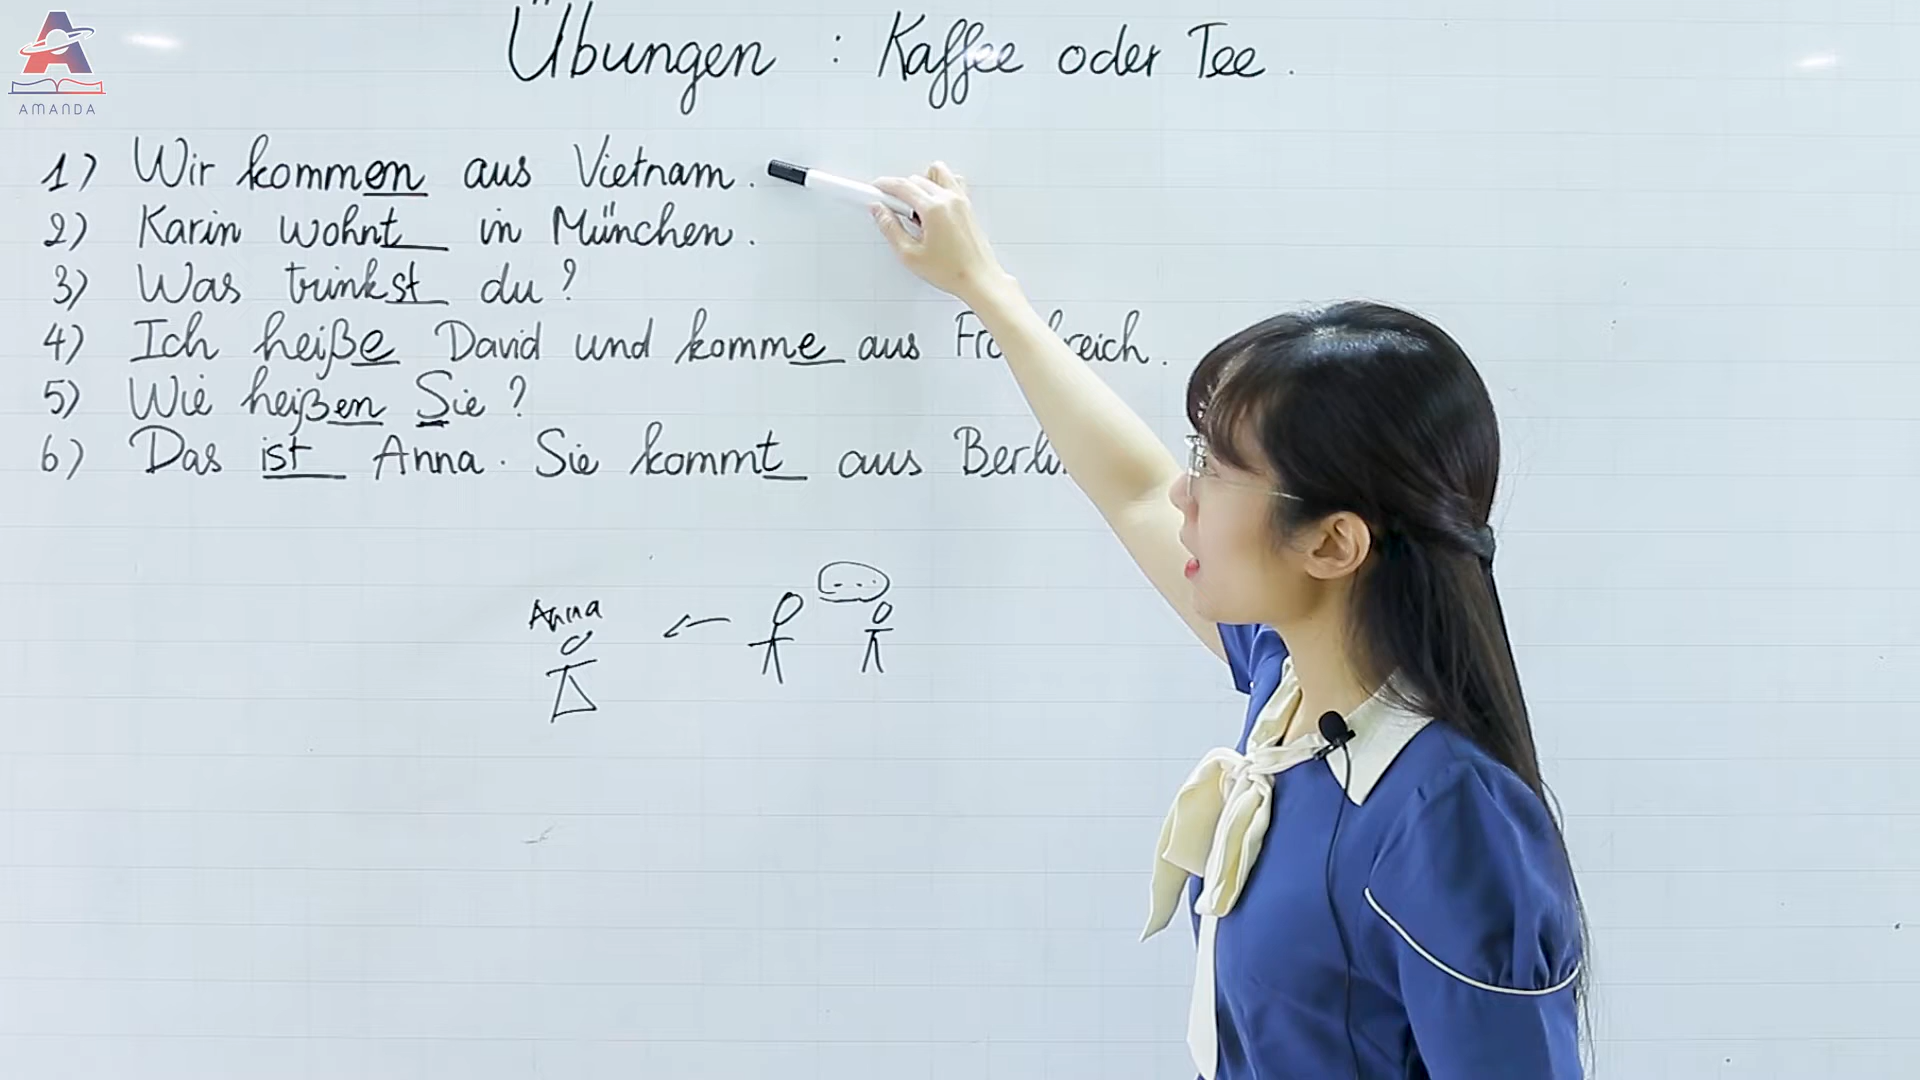 AMANDA
Übungen : Kaffee oder Tee.
1) Wir kommen aus Vietnam.
2) Karin wohnt in München.
3) Was trinkst du?
4) Ich heiße David und komme aus reich.
5) Wie heißen Sie?
6) Das ist Anna. Sie kommt aus
Anna
...